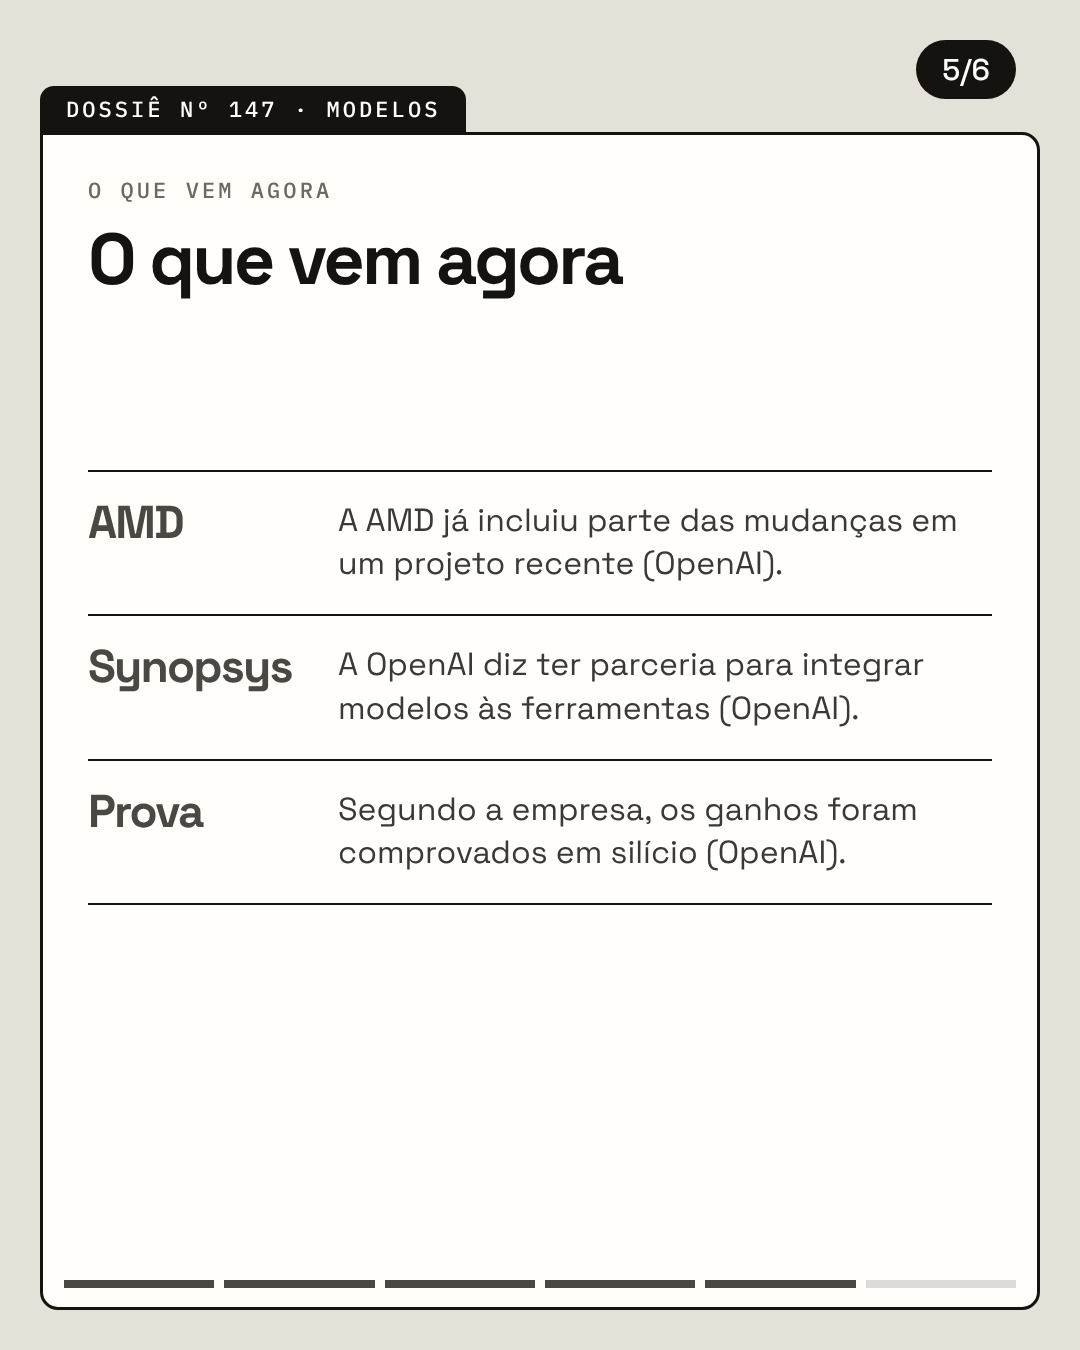 5/6
DOSSIÊ Nº 147 · MODELOS
O QUE VEM AGORA
O que vem agora
AMD
A AMD já incluiu parte das mudanças em
um projeto recente (OpenAI).
Synopsys
A OpenAI diz ter parceria para integrar
modelos às ferramentas (OpenAI).
Prova
Segundo a empresa, os ganhos foram
comprovados em silício (OpenAI).